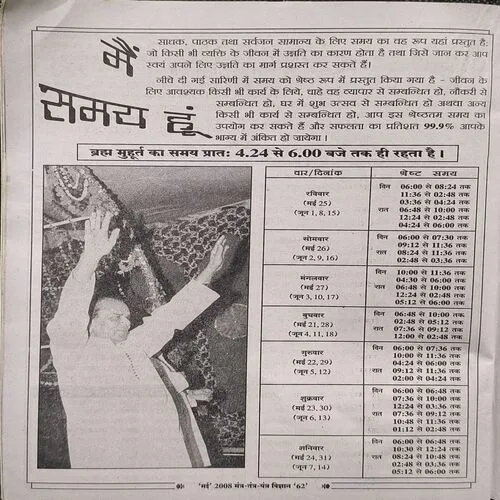 मैं
समय हूं
साधक, पाठक तथा सर्वजन सामान्य के लिए समय का वह रूप यहां प्रस्तुत है;
जो किसी भी व्यक्ति के जीवन में उन्नति का कारण होता है तथा जिसे जान कर आप
स्वयं अपने लिए उन्नति का मार्ग प्रशस्त कर सकते हैं।
नीचे दी गई सारिणी में समय को श्रेष्ठ रूप में प्रस्तुत किया गया है - जीवन के
लिए आवश्यक किसी भी कार्य के लिये, चाहे वह व्यापार से सम्बन्धित हो, नौकरी से
सम्बन्धित हो, घर में शुभ उत्सव से सम्बन्धित हो अथवा अन्य
किसी भी कार्य से सम्बन्धित हो, आप इस श्रेष्ठतम समय का
उपयोग कर सकते हैं और सफलता का प्रतिशत 99.9% आपके
भाग्य में अंकित हो जायेगा।
ब्रह्म मुहूर्त का समय प्रात: 4.24 से 6.00 बजे तक ही रहता है।
वार/दिनांक श्रेष्ठ समय
रविवार
(मई 25)
(जून 1, 8, 15)
दिन 06:00 से 08:24 तक
11:36 से 02:48 तक
03:36 से 04:24 तक
रात 06:48 से 10:00 तक
12:24 से 02:48 तक
04:24 से 06:00 तक
सोमवार
(मई 26)
(जून 2, 9, 16)
दिन 06:00 से 07:30 तक
09:12 से 11:36 तक
रात 08:24 से 11:36 तक
02:48 से 03:36 तक
मंगलवार
(मई 27)
(जून 3, 10, 17)
दिन 10:00 से 11:36 तक
04:30 से 06:00 तक
रात 06:48 से 10:00 तक
12:24 से 02:48 तक
05:12 से 06:00 तक
बुधवार
(मई 21, 28)
(जून 4, 11, 18)
दिन 06:48 से 10:00 तक
02:48 से 05:12 तक
रात 07:36 से 09:12 तक
12:00 से 02:48 तक
गुरुवार
(मई 22, 29)
(जून 5, 12)
दिन 06:00 से 07:36 तक
10:00 से 11:36 तक
04:24 से 06:00 तक
रात 09:12 से 11:36 तक
02:00 से 04:24 तक
शुक्रवार
(मई 23, 30)
(जून 6, 13)
दिन 06:00 से 06:48 तक
07:36 से 10:00 तक
12:24 से 03:36 तक
रात 07:36 से 09:12 तक
10:48 से 11:36 तक
01:12 से 02:48 तक
शनिवार
(मई 24, 31)
(जून 7, 14)
दिन 06:00 से 06:48 तक
10:30 से 12:24 तक
रात 08:24 से 10:48 तक
02:48 से 03:36 तक
05:12 से 06:00 तक
'मई' 2008 मंत्र-तंत्र-यंत्र विज्ञान '62'